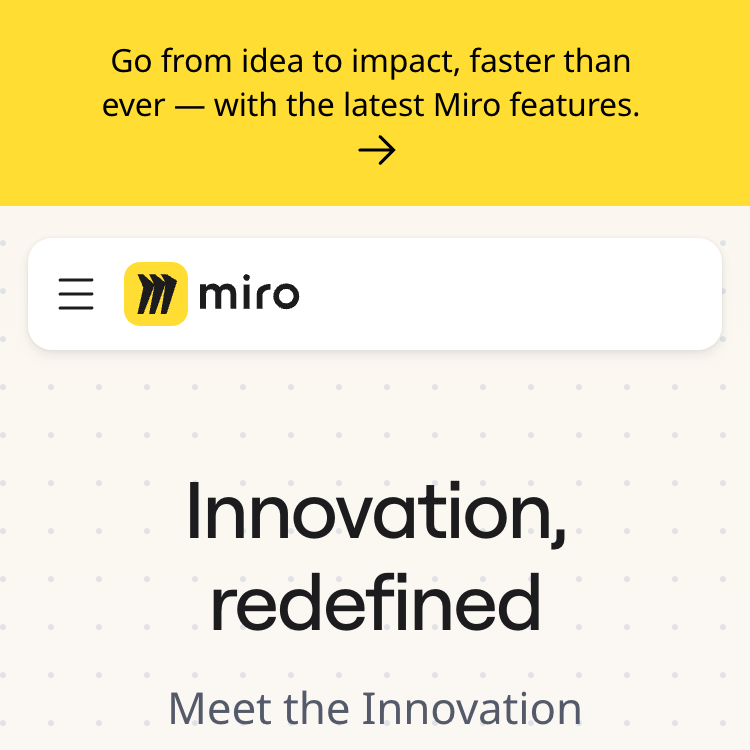 Go from idea to impact, faster than
ever — with the latest Miro features.
→
miro
Innovation,
redefined
Meet the Innovation